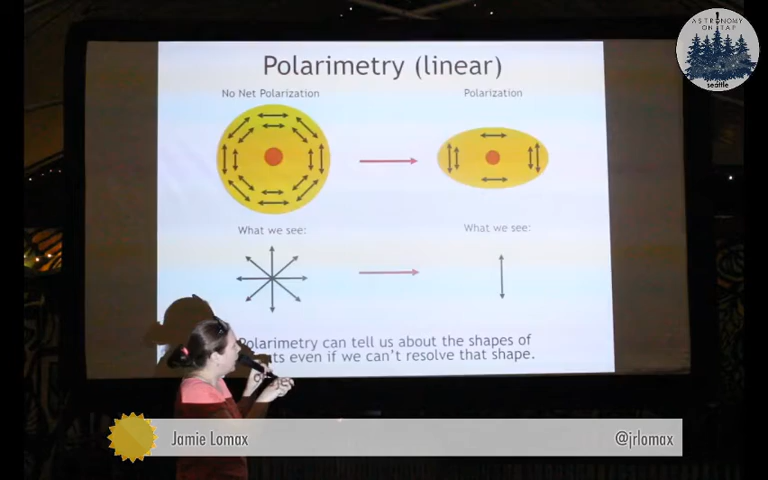 ASTRONOMY
ON TAP
seattle
Polarimetry (linear)
No Net Polarization
Polarization
What we see:
What we see:
Polarimetry can tell us about the shapes of
even if we can't resolve that shape.
Jamie Lomax
@jrlomax